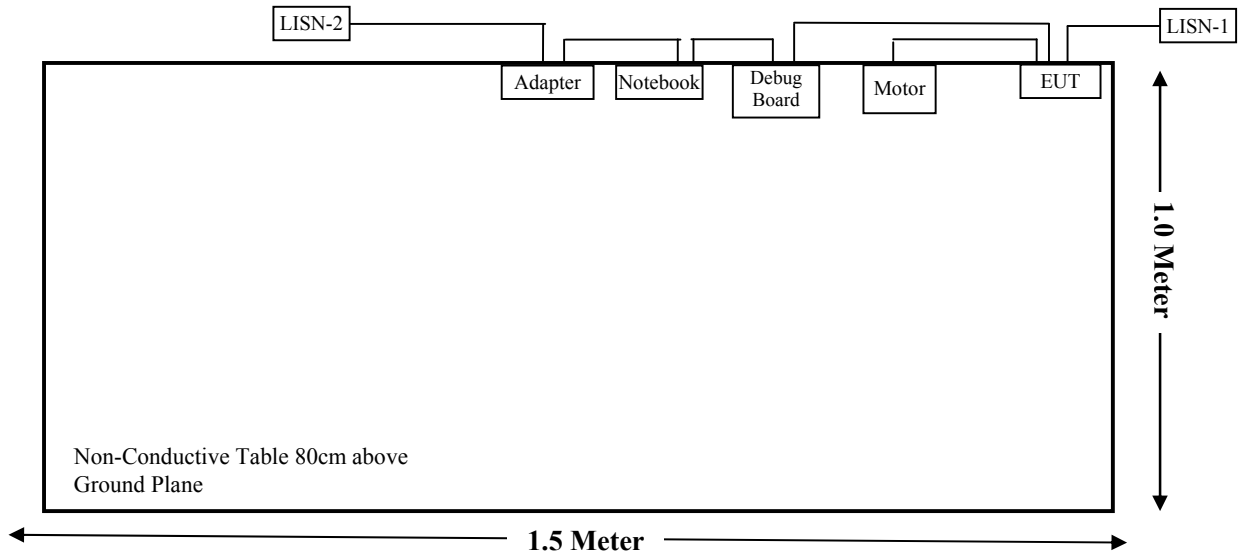 LISN-2
LISN-1
Adapter
Notebook
Debug
Board
Motor
EUT
1.0 Meter
Non-Conductive Table 80cm above
Ground Plane
1.5 Meter